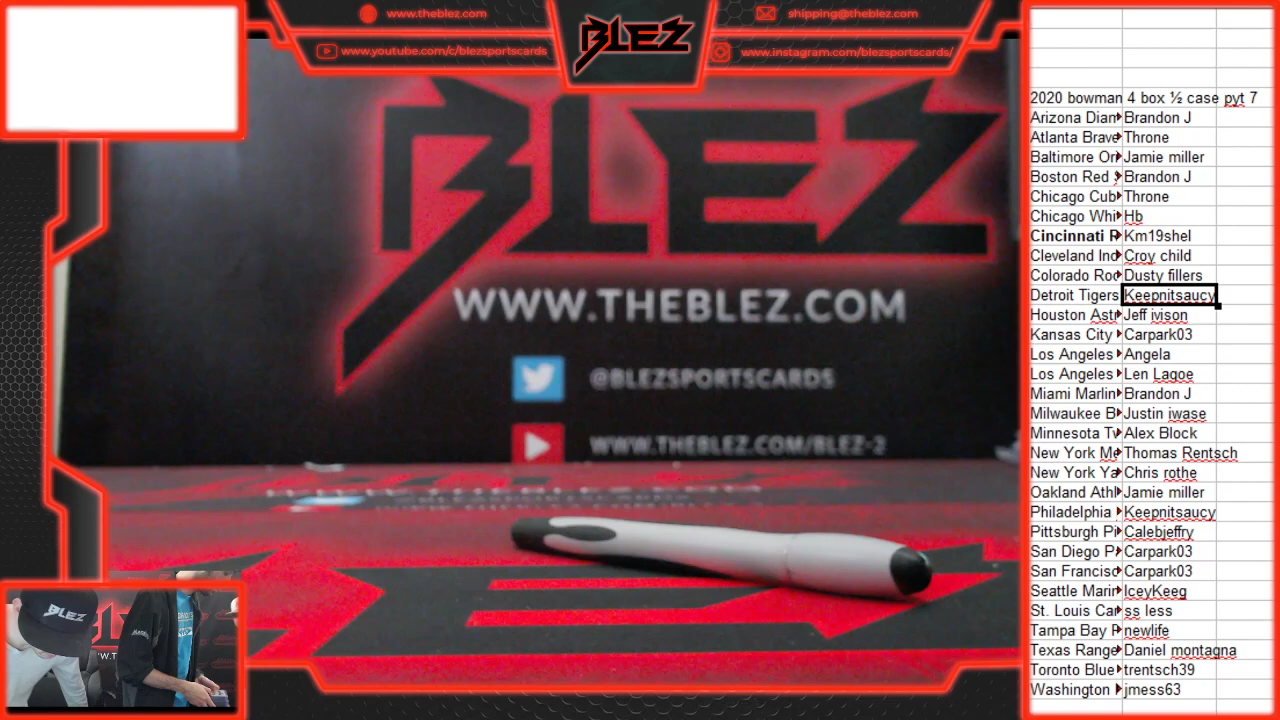 www.theblez.com
shipping@theblez.com
www.youtube.com/c/blezsportscards
BLEZ
www.instagram.com/blezsportscards/
BLEZ
WWW.THEBLEZ.COM
@BLEZSPORTSCARDS
WWW.THEBLEZ.COM/BLEZ-2
BLEZ
2020 bowman 4 box ½ case pyt 7
Arizona Diam Brandon J
Atlanta Brave Throne
Baltimore Or Jamie miller
Boston Red Brandon J
Chicago Cub Throne
Chicago Whi Hb
Cincinnati R Km19shel
Cleveland Ind Croy child
Colorado Roc Dusty fillers
Detroit Tigers Keepnitsaucy
Houston Ast Jeff ivison
Kansas City Carpark03
Los Angeles Angela
Los Angeles Len Lagoe
Miami Marlin Brandon J
Milwaukee B Justin iwase
Minnesota Tw Alex Block
New York Me Thomas Rentsch
New York Ya Chris rothe
Oakland Athl Jamie miller
Philadelphia Keepnitsaucy
Pittsburgh Pi Calebjeffry
San Diego P Carpark03
San Francisc Carpark03
Seattle Marin IceyKeeg
St. Louis Car ss less
Tampa Bay newlife
Texas Range Daniel montagna
Toronto Blue trentsch39
Washington jmess63